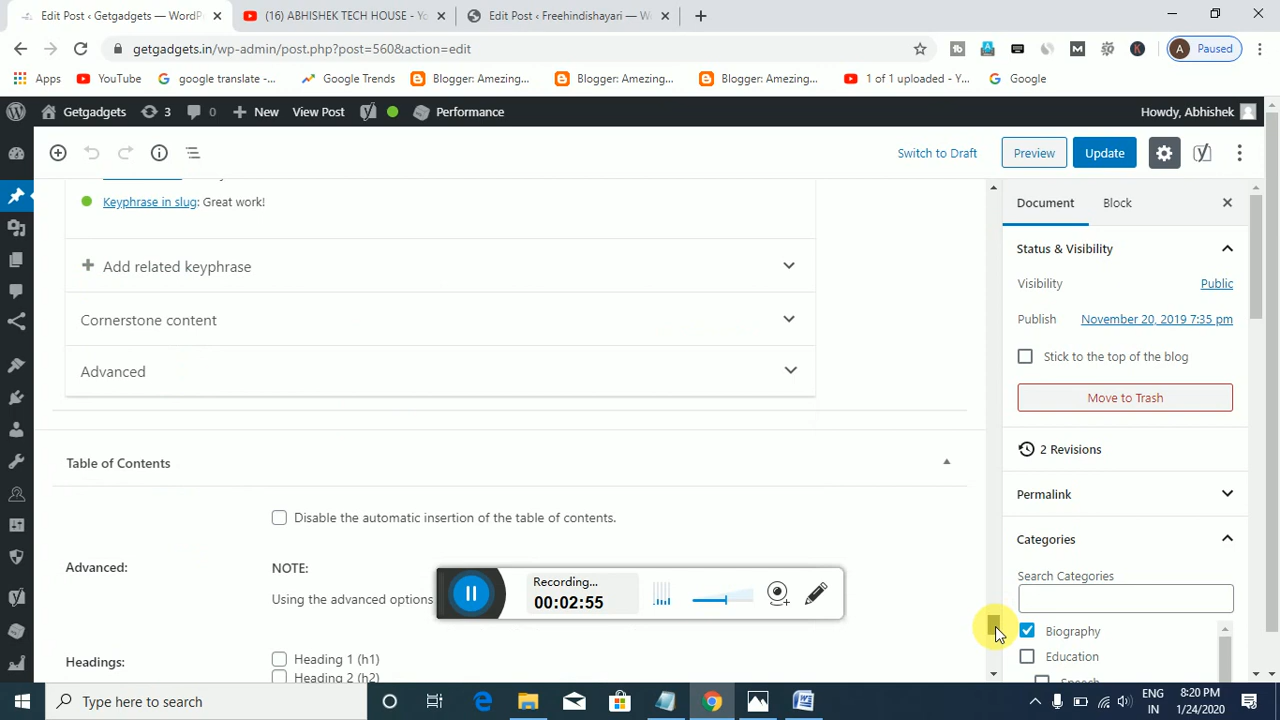 Edit Post ‹ Getgadgets — WordP
(16) ABHISHEK TECH HOUSE - Yo
Edit Post ‹ Freehindishayari — Wo
getgadgets.in/wp-admin/post.php?post=560&action=edit
A Paused
Apps
YouTube
google translate -...
Google Trends
Blogger: Amezing...
Blogger: Amezing...
Blogger: Amezing...
1 of 1 uploaded - Y...
Google
Getgadgets 3 0 New View Post Performance
Howdy, Abhishek
Switch to Draft Preview Update
Keyphrase in slug: Great work!
Add related keyphrase
Cornerstone content
Advanced
Table of Contents
Disable the automatic insertion of the table of contents.
Advanced: NOTE:
Using the advanced options
Headings: Heading 1 (h1)
Heading 2 (h2)
Recording...
00:02:55
Document Block
Status & Visibility
Visibility Public
Publish November 20, 2019 7:35 pm
Stick to the top of the blog
Move to Trash
2 Revisions
Permalink
Categories
Search Categories
Biography
Education
Type here to search
ENG
IN
8:20 PM
1/24/2020